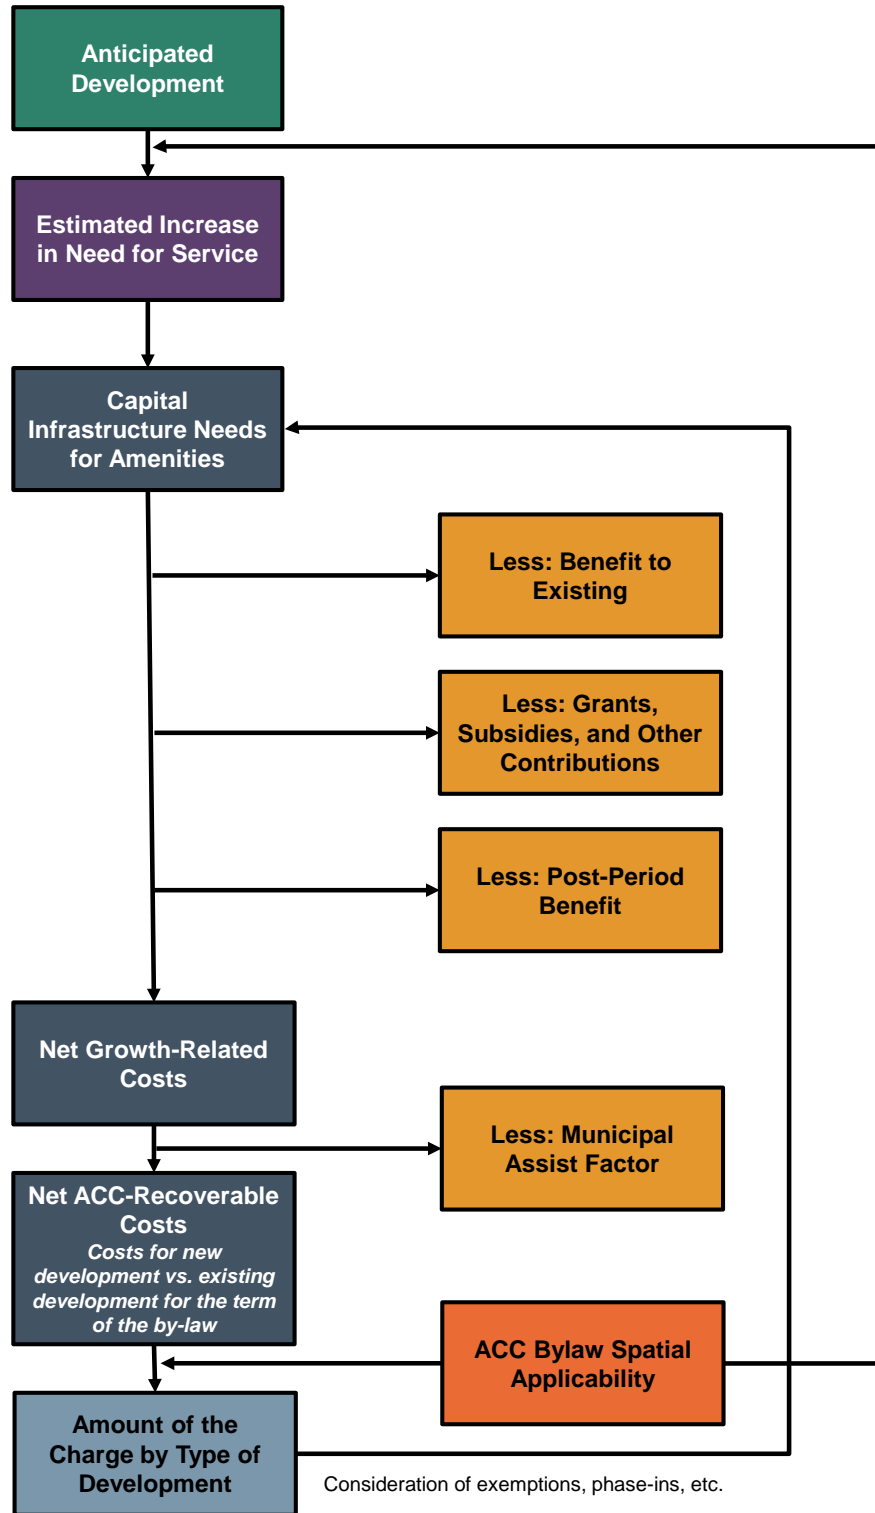 Anticipated
Development
Estimated Increase
in Need for Service
Capital
Infrastructure Needs
for Amenities
Less: Benefit to
Existing
Less: Grants,
Subsidies, and Other
Contributions
Less: Post-Period
Benefit
Net Growth-Related
Costs
Less: Municipal
Assist Factor
Net ACC-Recoverable
Costs
Costs for new
development vs. existing
development for the term
of the by-law
ACC Bylaw Spatial
Applicability
Amount of the
Charge by Type of
Development
Consideration of exemptions, phase-ins, etc.